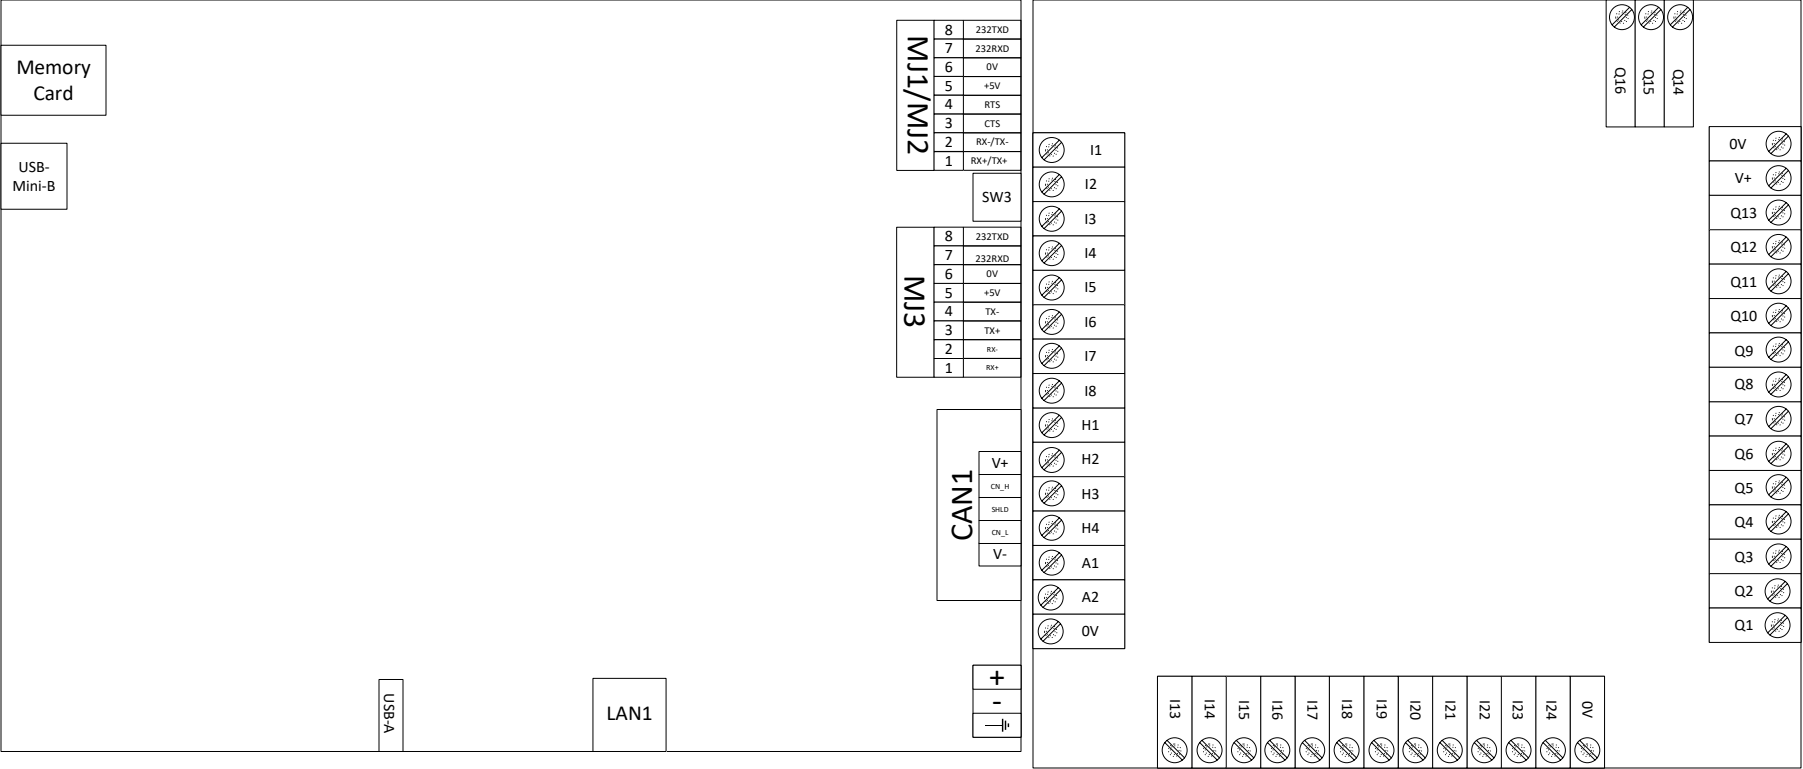 Memory
Card
USB-
Mini-B
MJ1/MJ2
8 232TXD
7 232RXD
6 0V
5 +5V
4 RTS
3 CTS
2 RX-/TX-
1 RX+/TX+
SW3
MJ3
8 232TXD
7 232RXD
6 0V
5 +5V
4 TX-
3 TX+
2 RX-
1 RX+
CAN1
V+
CN_H
SHLD
CN_L
V-
+
-
USB-A
LAN1
I1
I2
I3
I4
I5
I6
I7
I8
H1
H2
H3
H4
A1
A2
0V
Q16
Q15
Q14
0V
V+
Q13
Q12
Q11
Q10
Q9
Q8
Q7
Q6
Q5
Q4
Q3
Q2
Q1
I13
I14
I15
I16
I17
I18
I19
I20
I21
I22
I23
I24
0V